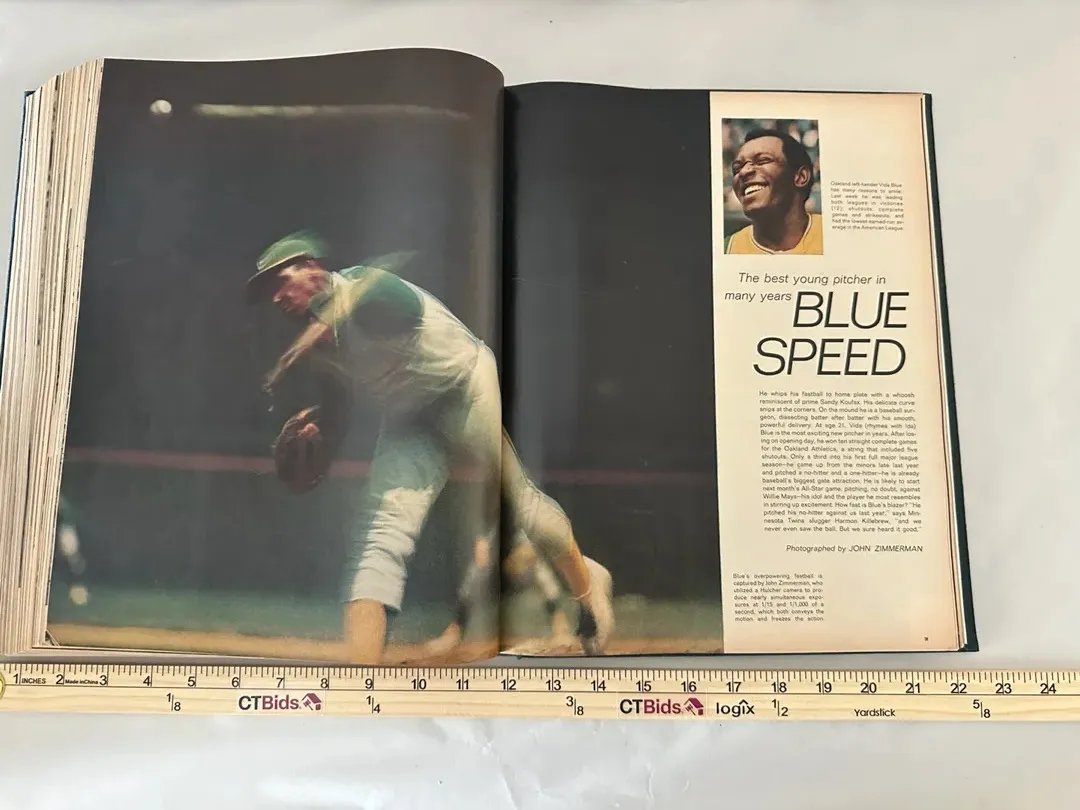 Oakland left-hander Vida Blue
has many reasons to smile.
Last week he was leading
both leagues in victories
(12), shutouts, complete
games and strikeouts, and
had the lowest earned-run av-
erage in the American League.
The best young pitcher in
many years BLUE
SPEED
He whips his fastball to home plate with a whoosh
reminiscent of prime Sandy Koufax. His delicate curve
snips at the corners. On the mound he is a baseball sur-
geon, dissecting batter after batter with his smooth,
powerful delivery. At age 21, Vida (rhymes with Ida)
Blue is the most exciting new pitcher in years. After los-
ing on opening day, he won ten straight complete games
for the Oakland Athletics, a string that included five
shutouts. Only a third into his first full major league
season—he came up from the minors late last year
and pitched a no-hitter and a one-hitter—he is already
baseball's biggest gate attraction. He is likely to start
next month's All-Star game, pitching, no doubt, against
Willie Mays—his idol and the player he most resembles
in stirring up excitement. How fast is Blue's blazer? "He
pitched his no-hitter against us last year," says Min-
nesota Twins slugger Harmon Killebrew, "and we
never even saw the ball. But we sure heard it good."
Photographed by JOHN ZIMMERMAN
Blue's overpowering fastball is
captured by John Zimmerman, who
utilized a Hulcher camera to pro-
duce nearly simultaneous expo-
sures at 1/15 and 1/1,000 of a
second, which both conveys the
motion and freezes the action.
1 INCHES 2 Made in China 3 4 5 6 7 8 9 10 11 12 13 14 15 16 17 18 19 20 21 22 23 24
1/8 CTBids 1/4 3/8 CTBids logix 1/2 Yardstick 5/8